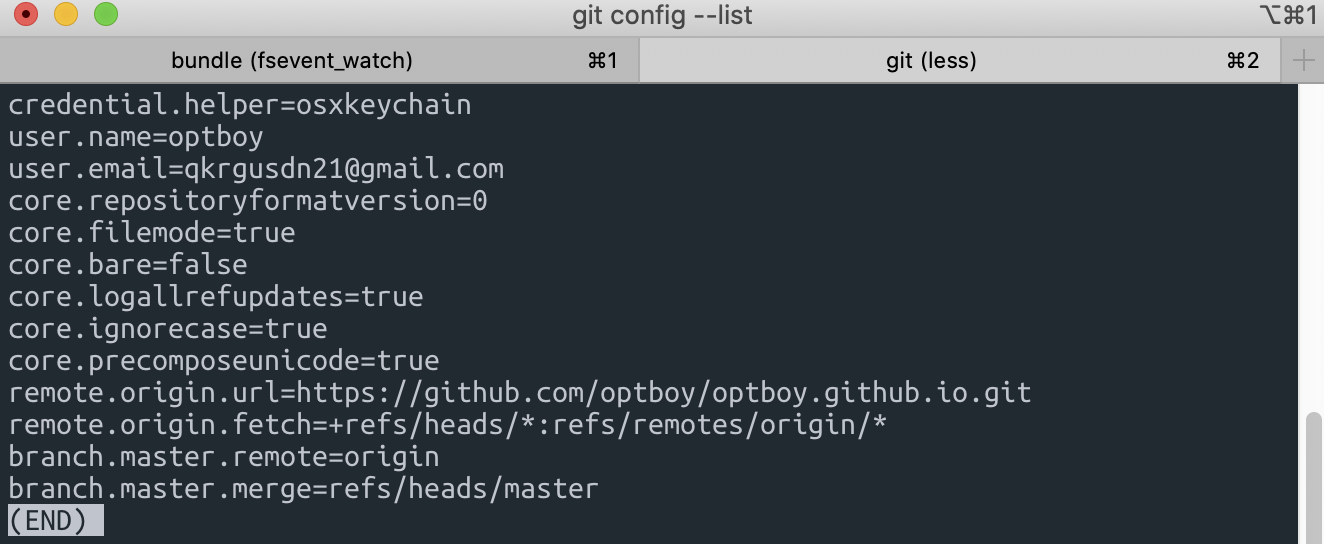 git config --list
⌥⌘1
bundle (fsevent_watch) ⌘1
git (less) ⌘2
credential.helper=osxkeychain
user.name=optboy
user.email=qkrgusdn21@gmail.com
core.repositoryformatversion=0
core.filemode=true
core.bare=false
core.logallrefupdates=true
core.ignorecase=true
core.precomposeunicode=true
remote.origin.url=https://github.com/optboy/optboy.github.io.git
remote.origin.fetch=+refs/heads/*:refs/remotes/origin/*
branch.master.remote=origin
branch.master.merge=refs/heads/master
(END)